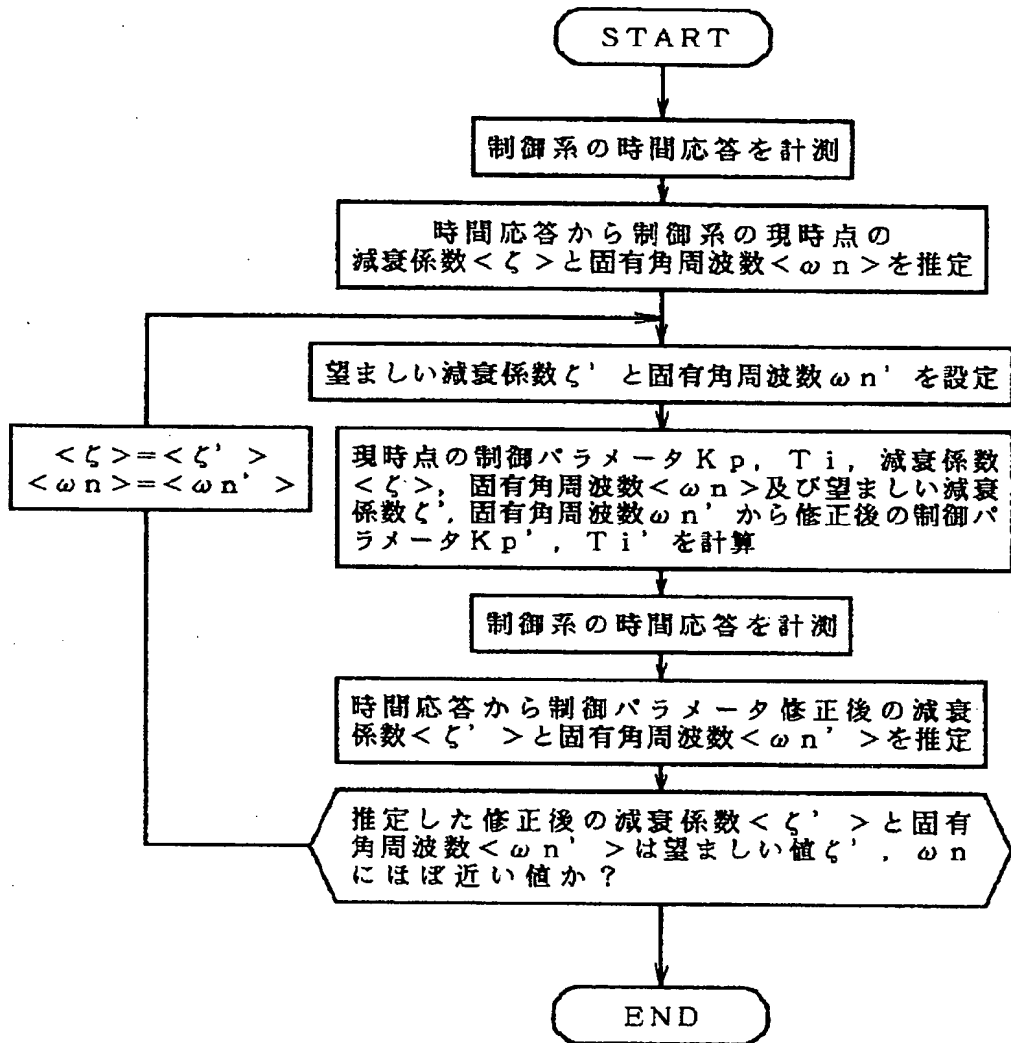 START
制御系の時間応答を計測
時間応答から制御系の現時点の
減衰係数<ζ>と固有角周波数<ωn>を推定
望ましい減衰係数ζ'と固有角周波数ωn'を設定
<ζ>=<ζ'>
<ωn>=<ωn'>
現時点の制御パラメータKp, Ti, 減衰係数
<ζ>, 固有角周波数<ωn>及び望ましい減衰
係数ζ', 固有角周波数ωn'から修正後の制御パ
ラメータKp', Ti'を計算
制御系の時間応答を計測
時間応答から制御パラメータ修正後の減衰
係数<ζ'>と固有角周波数<ωn'>を推定
推定した修正後の減衰係数<ζ'>と固有
角周波数<ωn'>は望ましい値ζ', ωn
にほぼ近い値か？
END